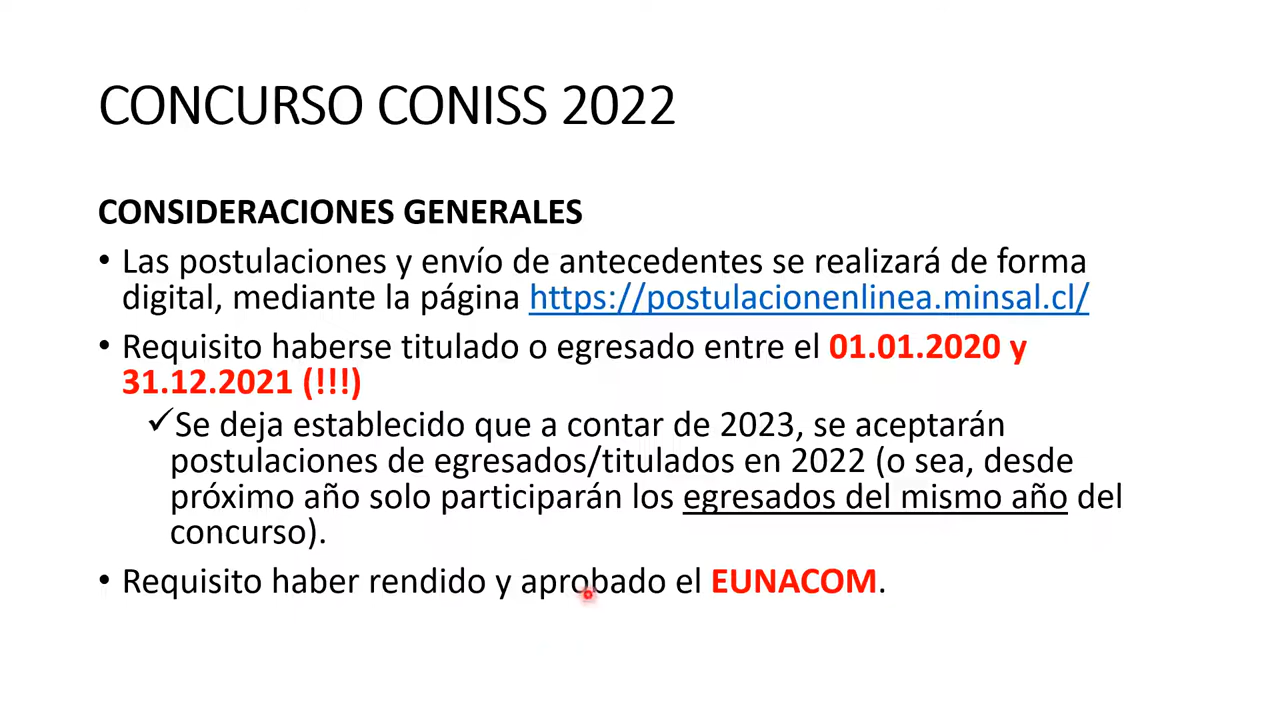 CONCURSO CONISS 2022
CONSIDERACIONES GENERALES
• Las postulaciones y envío de antecedentes se realizará de forma
digital, mediante la página https://postulacionenlinea.minsal.cl/
• Requisito haberse titulado o egresado entre el 01.01.2020 y
31.12.2021 (!!!)
✓Se deja establecido que a contar de 2023, se aceptarán
postulaciones de egresados/titulados en 2022 (o sea, desde
próximo año solo participarán los egresados del mismo año del
concurso).
• Requisito haber rendido y aprobado el EUNACOM.